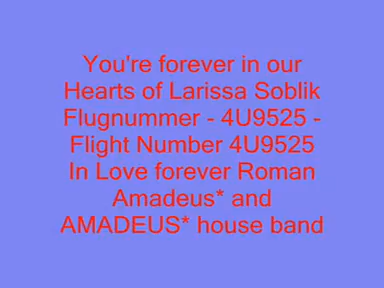 You're forever in our
Hearts of Larissa Soblik
Flugnummer - 4U9525 -
Flight Number 4U9525
In Love forever Roman
Amadeus* and
AMADEUS* house band